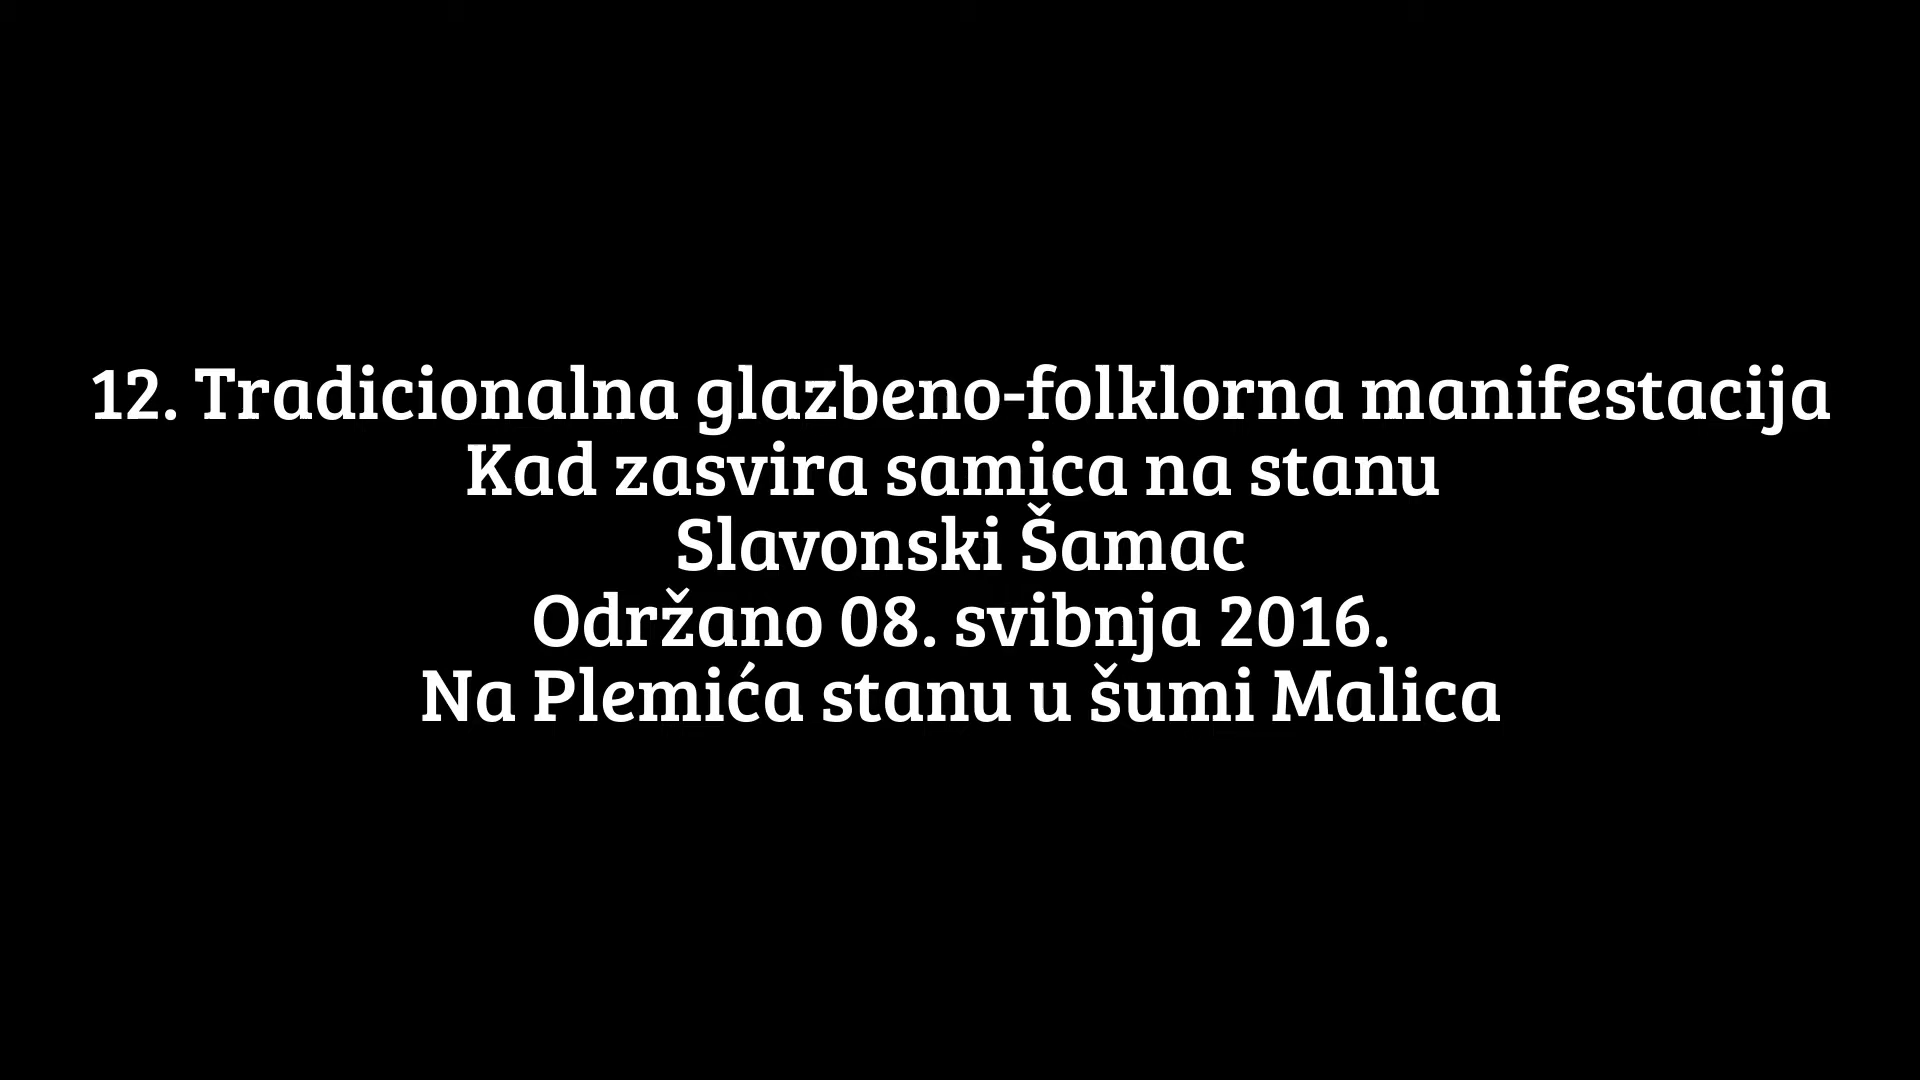 12. Tradicionalna glazbeno-folklorna manifestacija
Kad zasvira samica na stanu
Slavonski Šamac
Održano 08. svibnja 2016.
Na Plemića stanu u šumi Malica